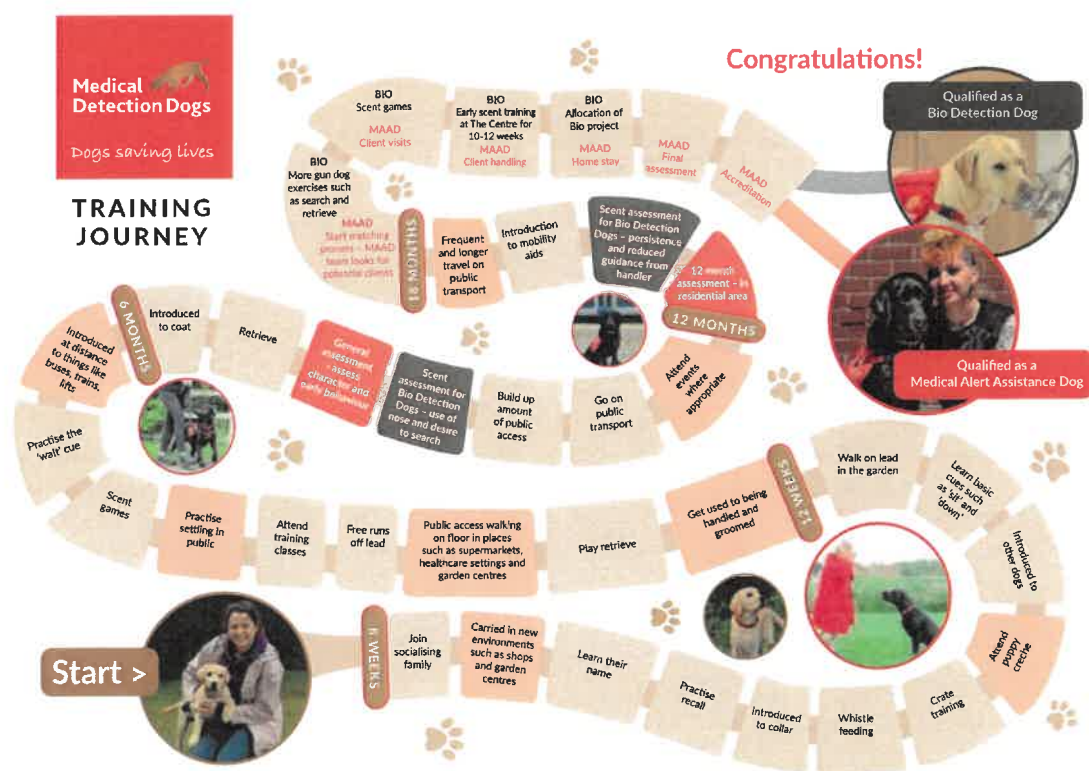 Medical
Detection Dogs
Dogs saving lives
TRAINING
JOURNEY
Start >
8 WEEKS
Join
socialising
family
Carried in new
environments
such as shops
and garden
centres
Learn their
name
Practise
recall
Introduced
to collar
Whistle
feeding
Crate
training
Attend
puppy
creche
Introduced to
other dogs
Learn basic
cues such
as 'sit' and
'down'
Walk on lead
in the garden
12 WEEKS
Get used to being
handled and
groomed
Play retrieve
Public access walking
on floor in places
such as supermarkets,
healthcare settings and
garden centres
Free runs
off lead
Attend
training
classes
Practise
settling in
public
Scent
games
Practise the
'wait' cue
Introduced
at distance
to things like
buses, trains,
lifts
6 MONTHS
Introduced
to coat
Retrieve
General
assessment
- assess
character and
early behaviour
Scent
assessment for
Bio Detection
Dogs – use of
nose and desire
to search
Build up
amount
of public
access
Go on
public
transport
Attend
events
where
appropriate
12 MONTHS
12 month
assessment – in
residential area
Scent assessment
for Bio Detection
Dogs – persistence
and reduced
guidance from
handler
Introduction
to mobility
aids
Frequent
and longer
travel on
public
transport
18 MONTHS
BIO
More gun dog
exercises such
as search and
retrieve
MAAD
Start matching
process – MAAD
team looks for
potential clients
BIO
Scent games
MAAD
Client visits
BIO
Early scent training
at The Centre for
10-12 weeks
MAAD
Client handling
BIO
Allocation of
Bio project
MAAD
Home stay
MAAD
Final
assessment
MAAD
Accreditation
Congratulations!
Qualified as a
Bio Detection Dog
Qualified as a
Medical Alert Assistance Dog